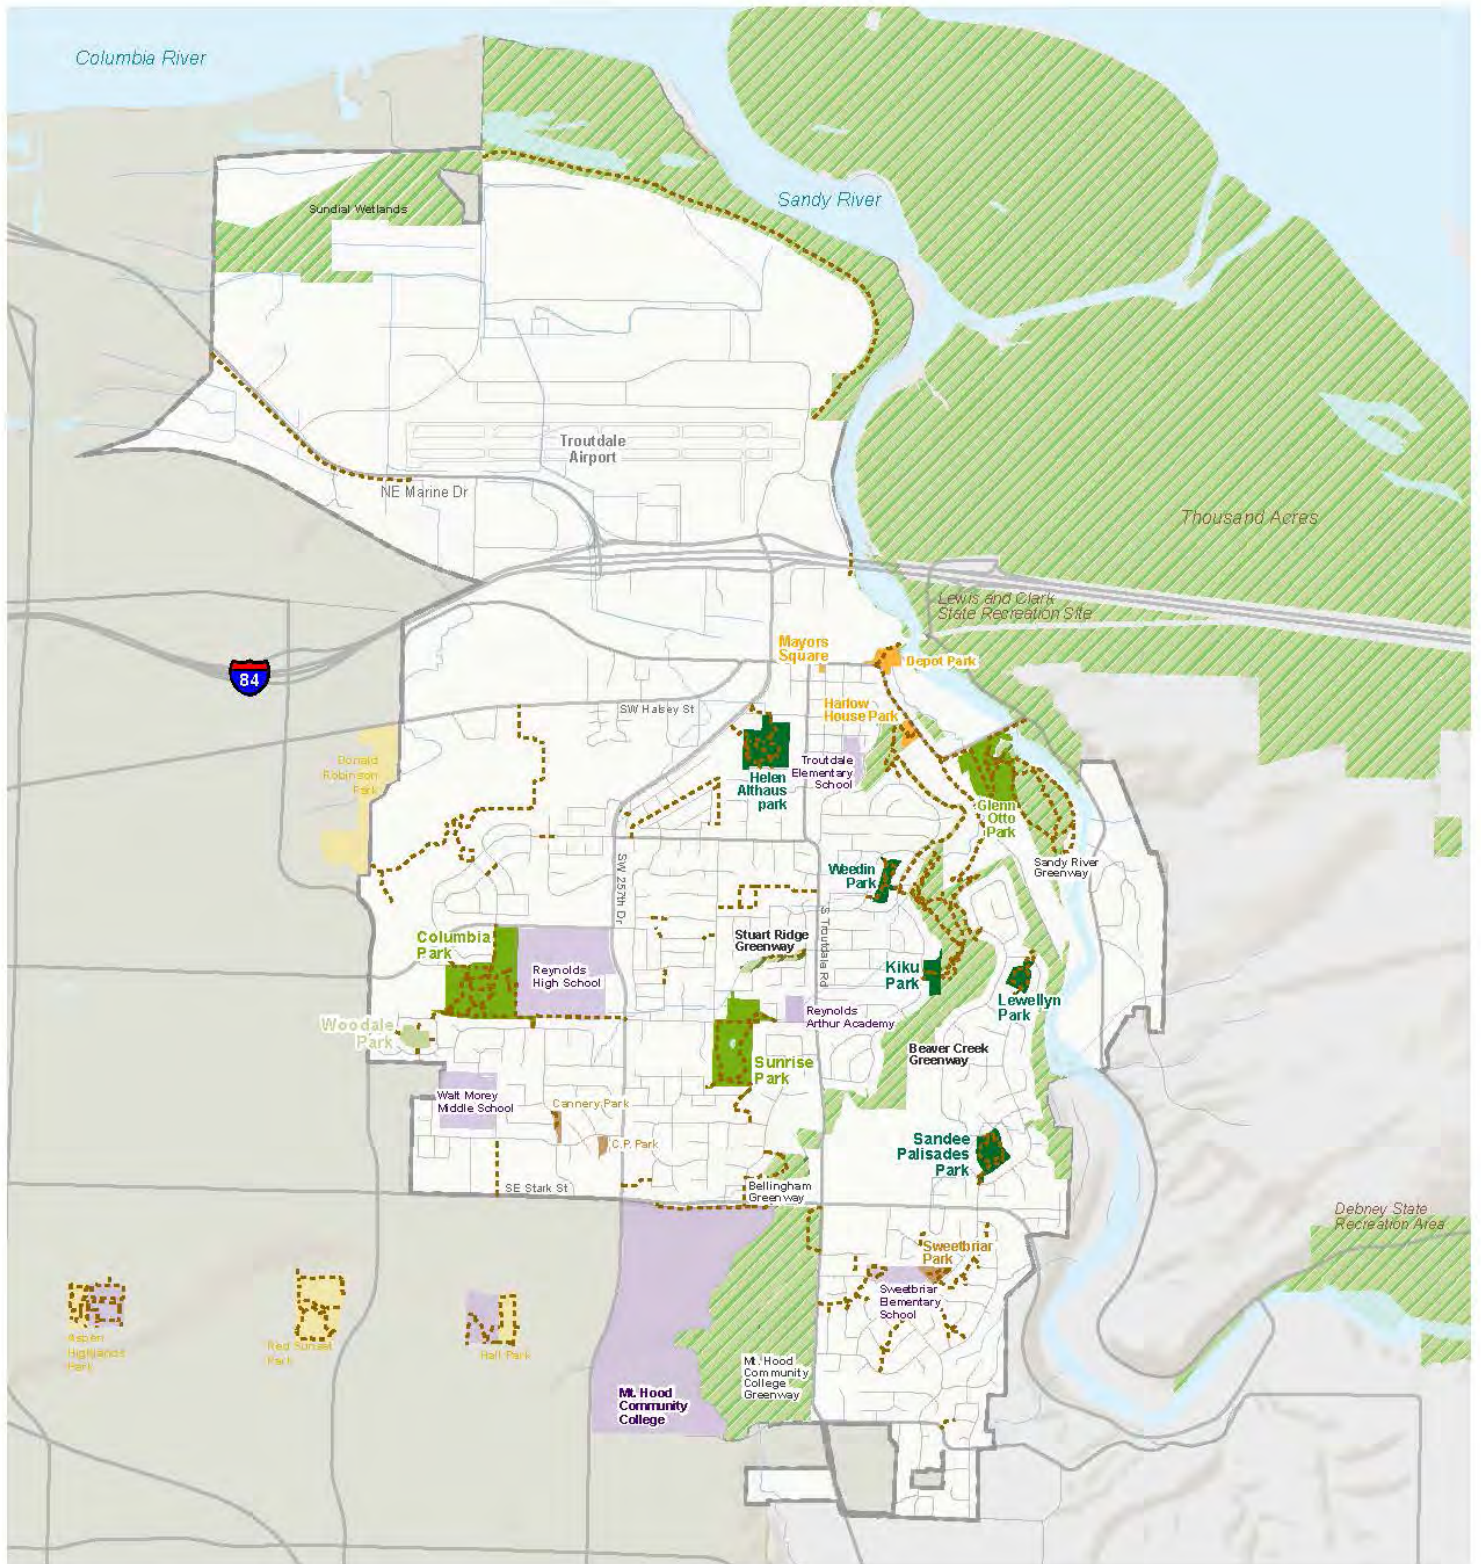 Columbia River
Sandy River
Sundial Wetlands
Troutdale
Airport
NE Marine Dr
Thousand Acres
Lewis and Clark
State Recreation Site
84
Mayors
Square
Depot Park
SW Halsey St
Harlow
House Park
Donald
Robinson
Park
Helen
Althaus
park
Troutdale
Elementary
School
Glenn
Otto
Park
Sandy River
Greenway
Weedin
Park
SW 257th Dr
S Troutdale Rd
Columbia
Park
Reynolds
High School
Stuart Ridge
Greenway
Kiku
Park
Lewellyn
Park
Woodale
Park
Reynolds
Arthur Academy
Sunrise
Park
Beaver Creek
Greenway
Walt Morey
Middle School
Cannery Park
C.P. Park
Sandee
Palisades
Park
SE Stark St
Bellingham
Greenway
Debney State
Recreation Area
Sweetbriar
Park
Sweetbriar
Elementary
School
Aspen
Highlands
Park
Red Sunset
Park
Hall Park
Mt. Hood
Community
College
Greenway
Mt. Hood
Community
College